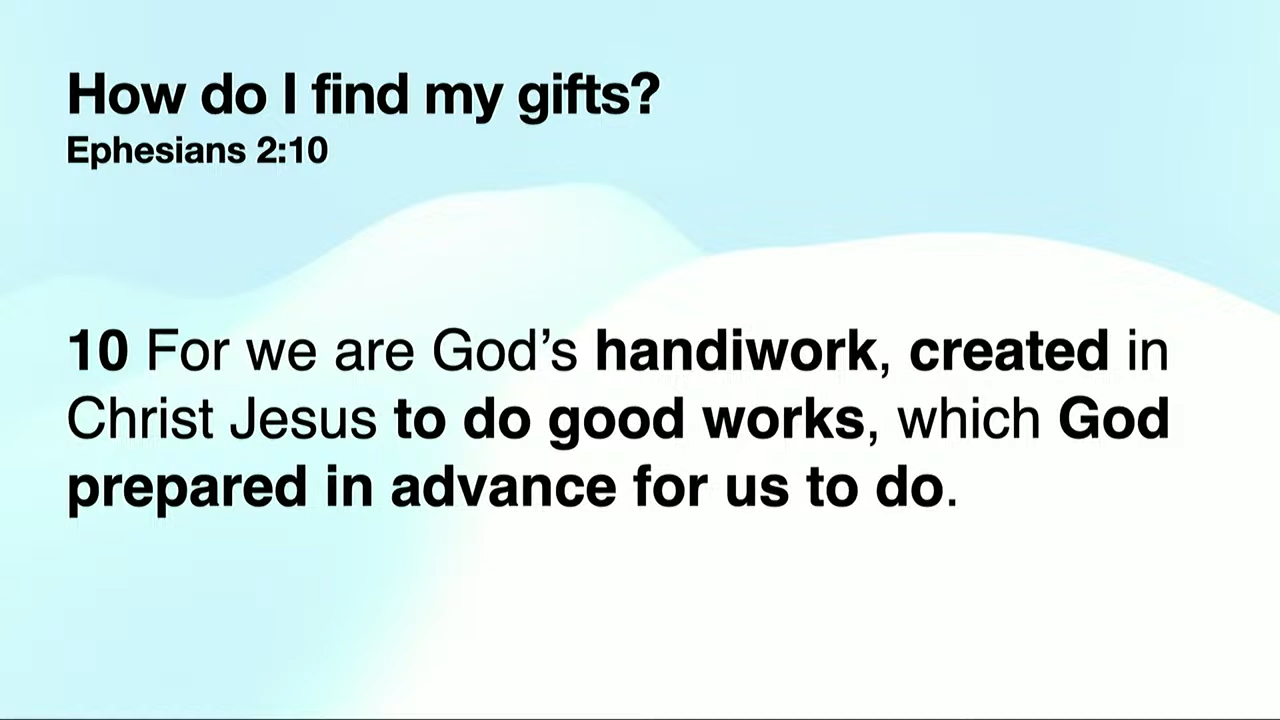 How do I find my gifts?
Ephesians 2:10
10 For we are God’s handiwork, created in
Christ Jesus to do good works, which God
prepared in advance for us to do.